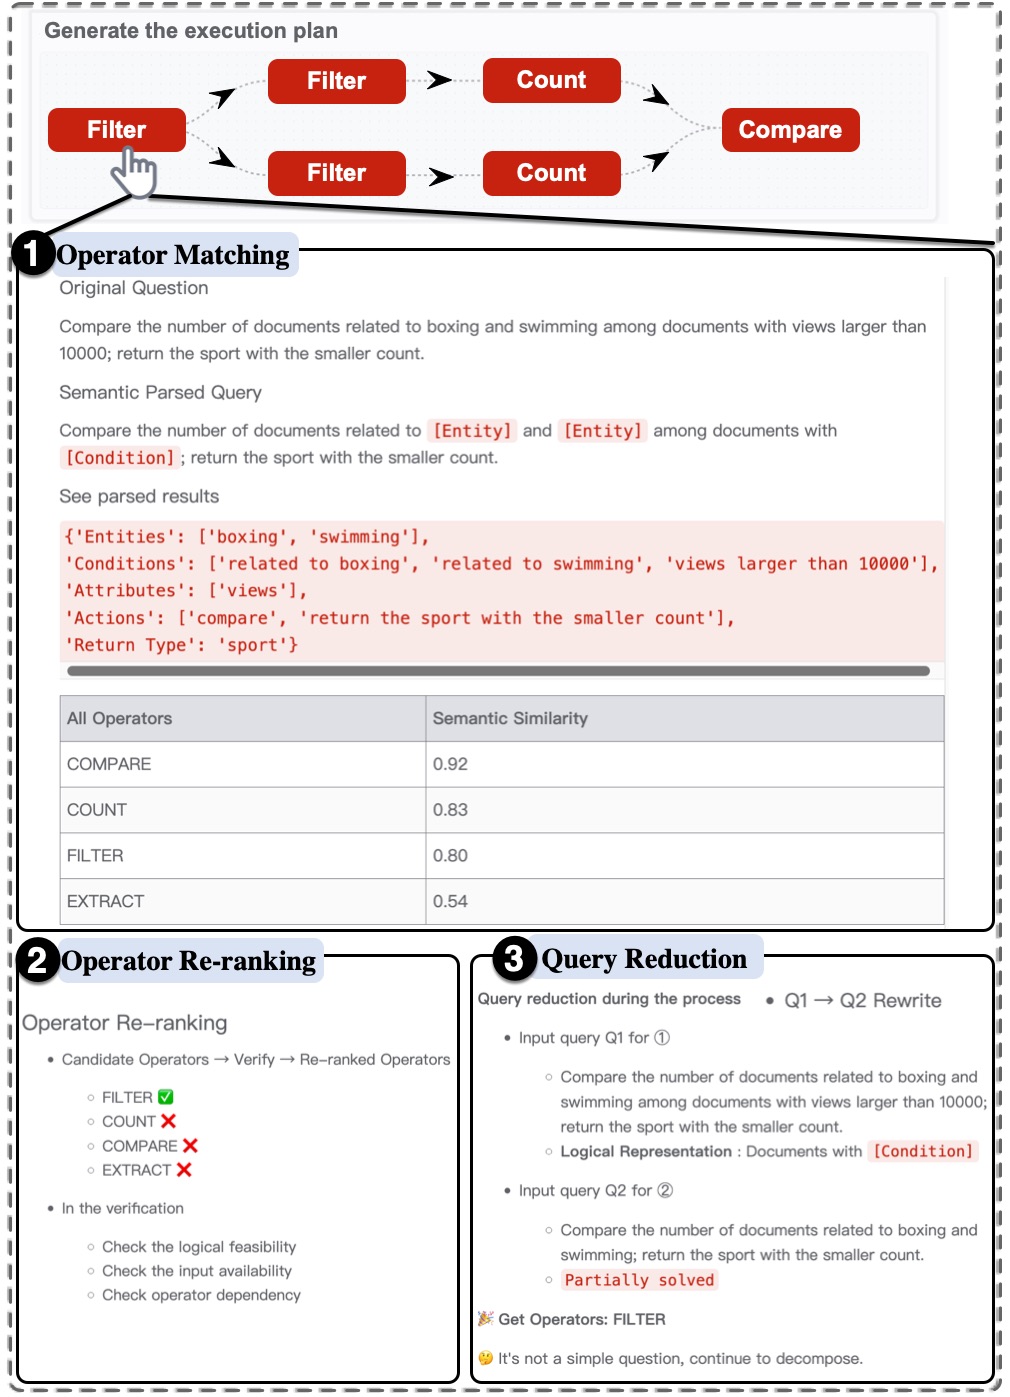 Generate the execution plan
Filter
Filter
Count
Compare
Filter
Count
1 Operator Matching
Original Question
Compare the number of documents related to boxing and swimming among documents with views larger than
10000; return the sport with the smaller count.
Semantic Parsed Query
Compare the number of documents related to [Entity] and [Entity] among documents with
[Condition] ; return the sport with the smaller count.
See parsed results
{'Entities': ['boxing', 'swimming'],
'Conditions': ['related to boxing', 'related to swimming', 'views larger than 10000'],
'Attributes': ['views'],
'Actions': ['compare', 'return the sport with the smaller count'],
'Return Type': 'sport'}
All Operators Semantic Similarity
COMPARE 0.92
COUNT 0.83
FILTER 0.80
EXTRACT 0.54
2 Operator Re-ranking
Operator Re-ranking
• Candidate Operators → Verify → Re-ranked Operators
○ FILTER ✅
○ COUNT ❌
○ COMPARE ❌
○ EXTRACT ❌
• In the verification
○ Check the logical feasibility
○ Check the input availability
○ Check operator dependency
3 Query Reduction
Query reduction during the process • Q1 → Q2 Rewrite
• Input query Q1 for ①
○ Compare the number of documents related to boxing and
swimming among documents with views larger than 10000;
return the sport with the smaller count.
○ Logical Representation : Documents with [Condition]
• Input query Q2 for ②
○ Compare the number of documents related to boxing and
swimming; return the sport with the smaller count.
○ Partially solved
🎉 Get Operators: FILTER
🤔 It's not a simple question, continue to decompose.